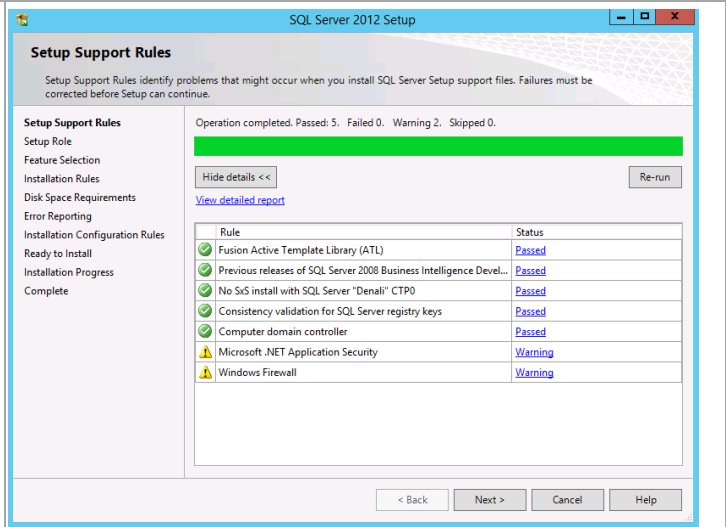 SQL Server 2012 Setup
Setup Support Rules
Setup Support Rules identify problems that might occur when you install SQL Server Setup support files. Failures must be
corrected before Setup can continue.
Setup Support Rules
Setup Role
Feature Selection
Installation Rules
Disk Space Requirements
Error Reporting
Installation Configuration Rules
Ready to Install
Installation Progress
Complete
Operation completed. Passed: 5. Failed 0. Warning 2. Skipped 0.
Hide details <<
Re-run
View detailed report
Rule Status
Fusion Active Template Library (ATL) Passed
Previous releases of SQL Server 2008 Business Intelligence Devel... Passed
No SxS install with SQL Server "Denali" CTP0 Passed
Consistency validation for SQL Server registry keys Passed
Computer domain controller Passed
Microsoft .NET Application Security Warning
Windows Firewall Warning
< Back Next > Cancel Help